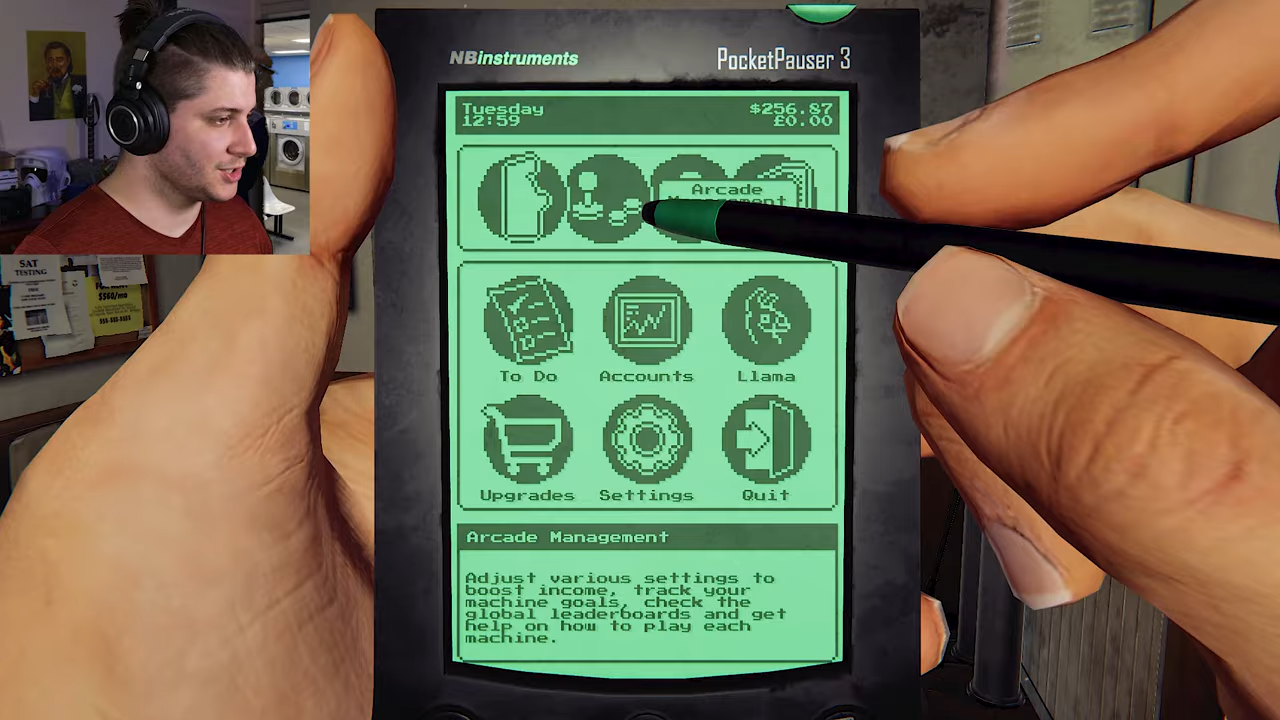 NBinstruments
PocketPauser 3
Tuesday
$256.87
12:59
£0.00
Arcade
To Do
Accounts
Llama
Upgrades
Settings
Quit
Arcade Management
Adjust various settings to
boost income, track your
machine goals, check the
global leaderboards and get
help on how to play each
machine.
SAT
TESTING
$560/mo